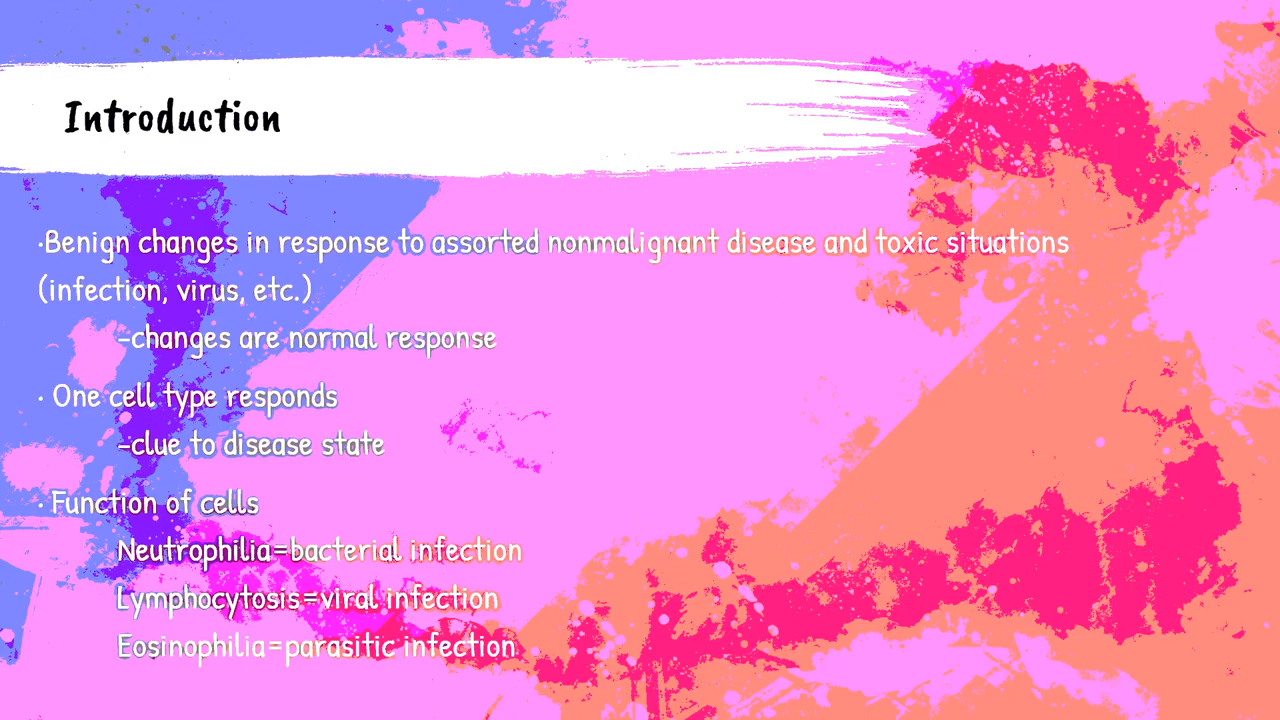 Introduction
·Benign changes in response to assorted nonmalignant disease and toxic situations
(infection, virus, etc.)
-changes are normal response
· One cell type responds
-clue to disease state
· Function of cells
Neutrophilia=bacterial infection
Lymphocytosis=viral infection
Eosinophilia=parasitic infection